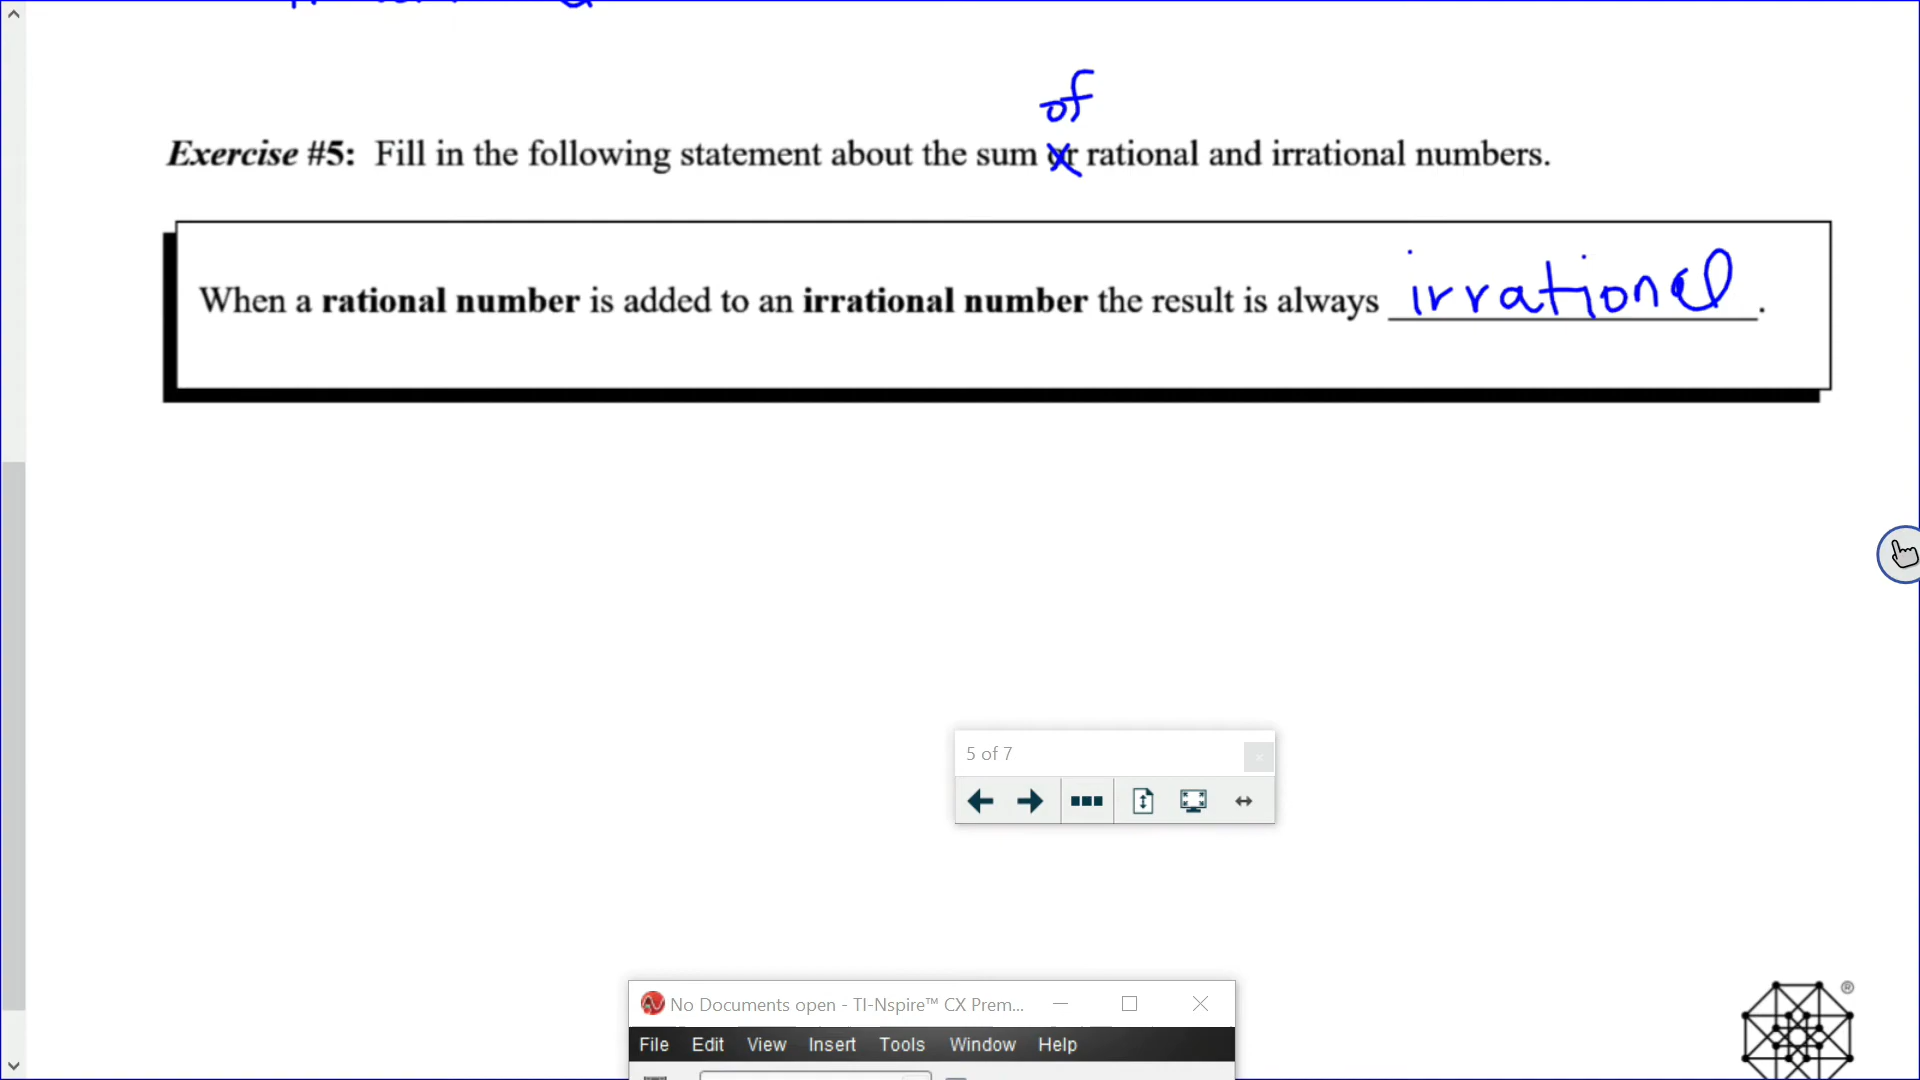 of
Exercise #5: Fill in the following statement about the sum or rational and irrational numbers.
When a rational number is added to an irrational number the result is always irrational.
5 of 7
No Documents open - TI-Nspire™ CX Prem...
File Edit View Insert Tools Window Help
®